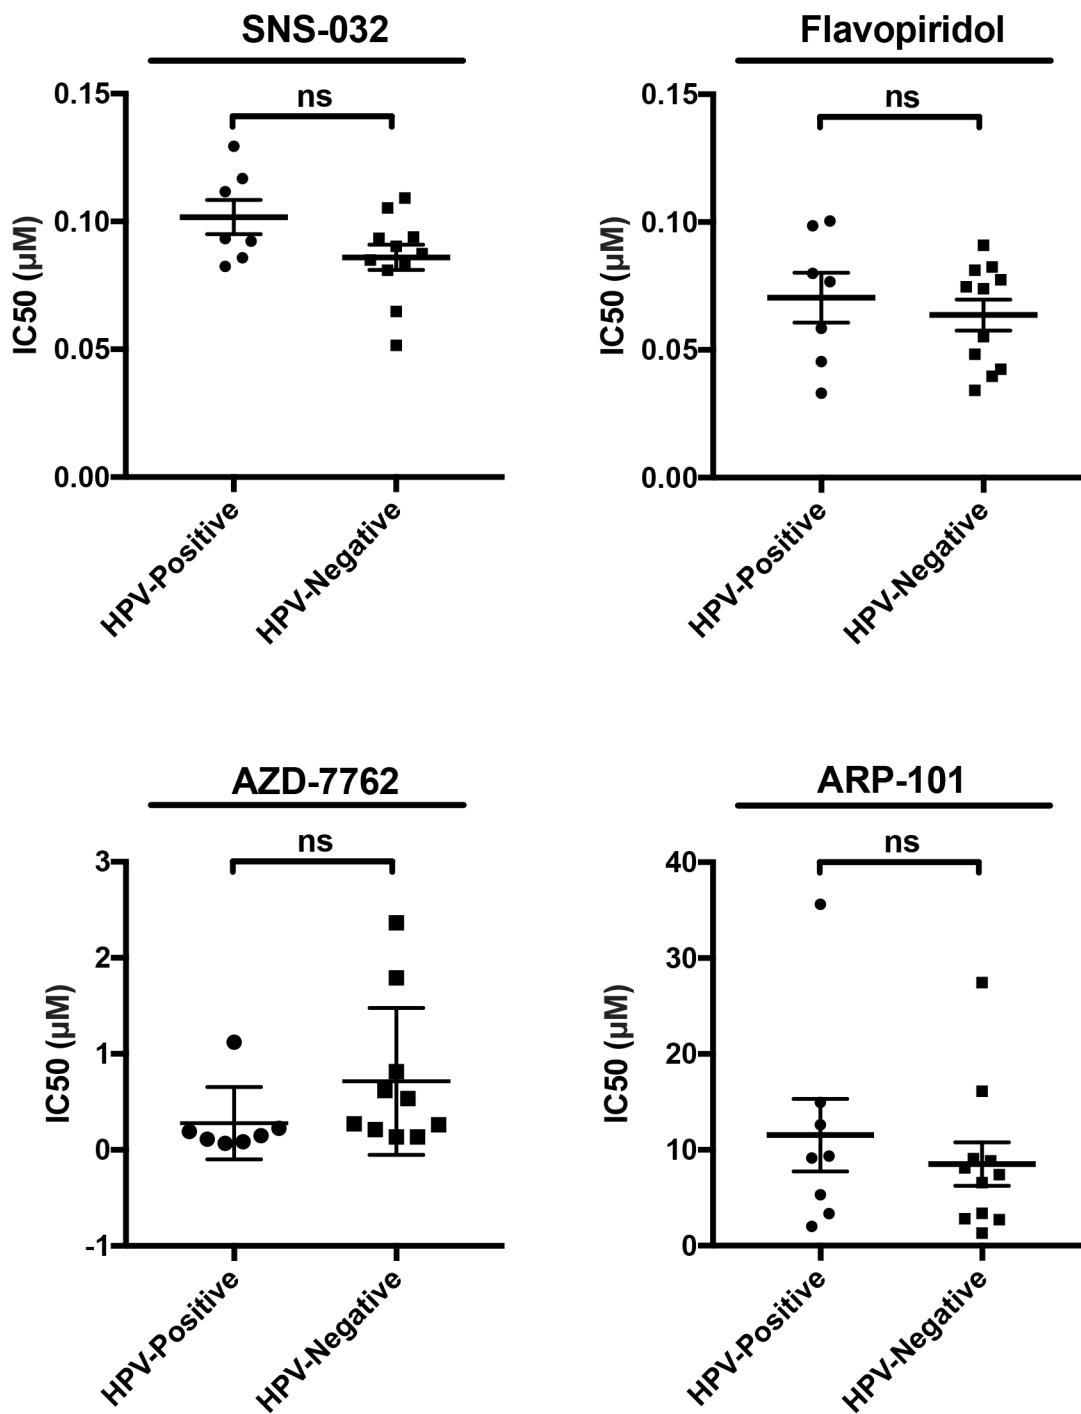 SNS-032
ns
0.15
0.10
0.05
0.00
IC50 (µM)
HPV-Positive
HPV-Negative
Flavopiridol
ns
0.15
0.10
0.05
0.00
IC50 (µM)
HPV-Positive
HPV-Negative
AZD-7762
ns
3
2
1
0
-1
IC50 (µM)
HPV-Positive
HPV-Negative
ARP-101
ns
40
30
20
10
0
IC50 (µM)
HPV-Positive
HPV-Negative